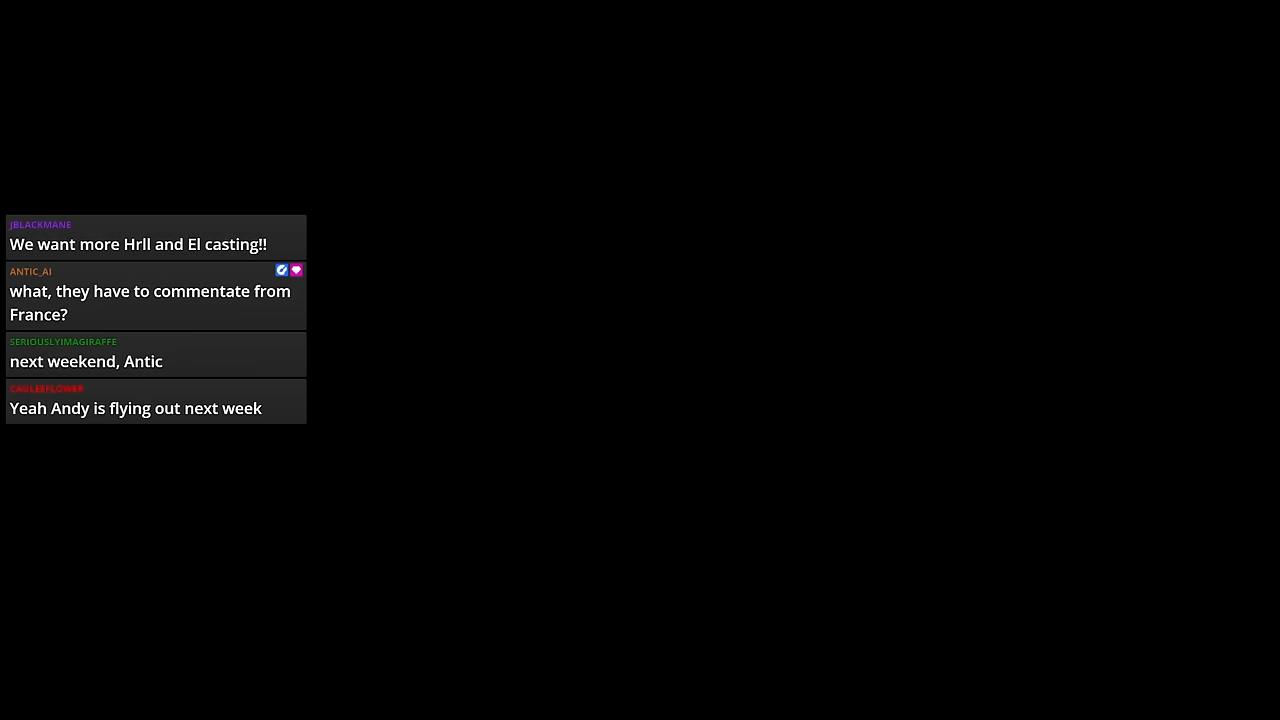 JBLACKMANE
We want more Hrll and El casting!!
ANTIC_AI
what, they have to commentate from
France?
SERIOUSLYIMAGIRAFFE
next weekend, Antic
CAULEEFLOWER
Yeah Andy is flying out next week